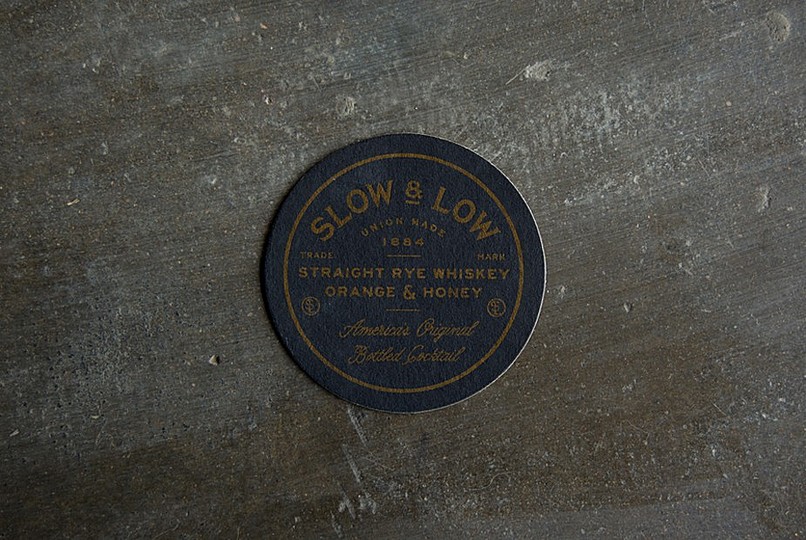 SLOW & LOW
UNION MADE
1884
TRADE MARK
STRAIGHT RYE WHISKEY
ORANGE & HONEY
America's Original
Bottled Cocktail